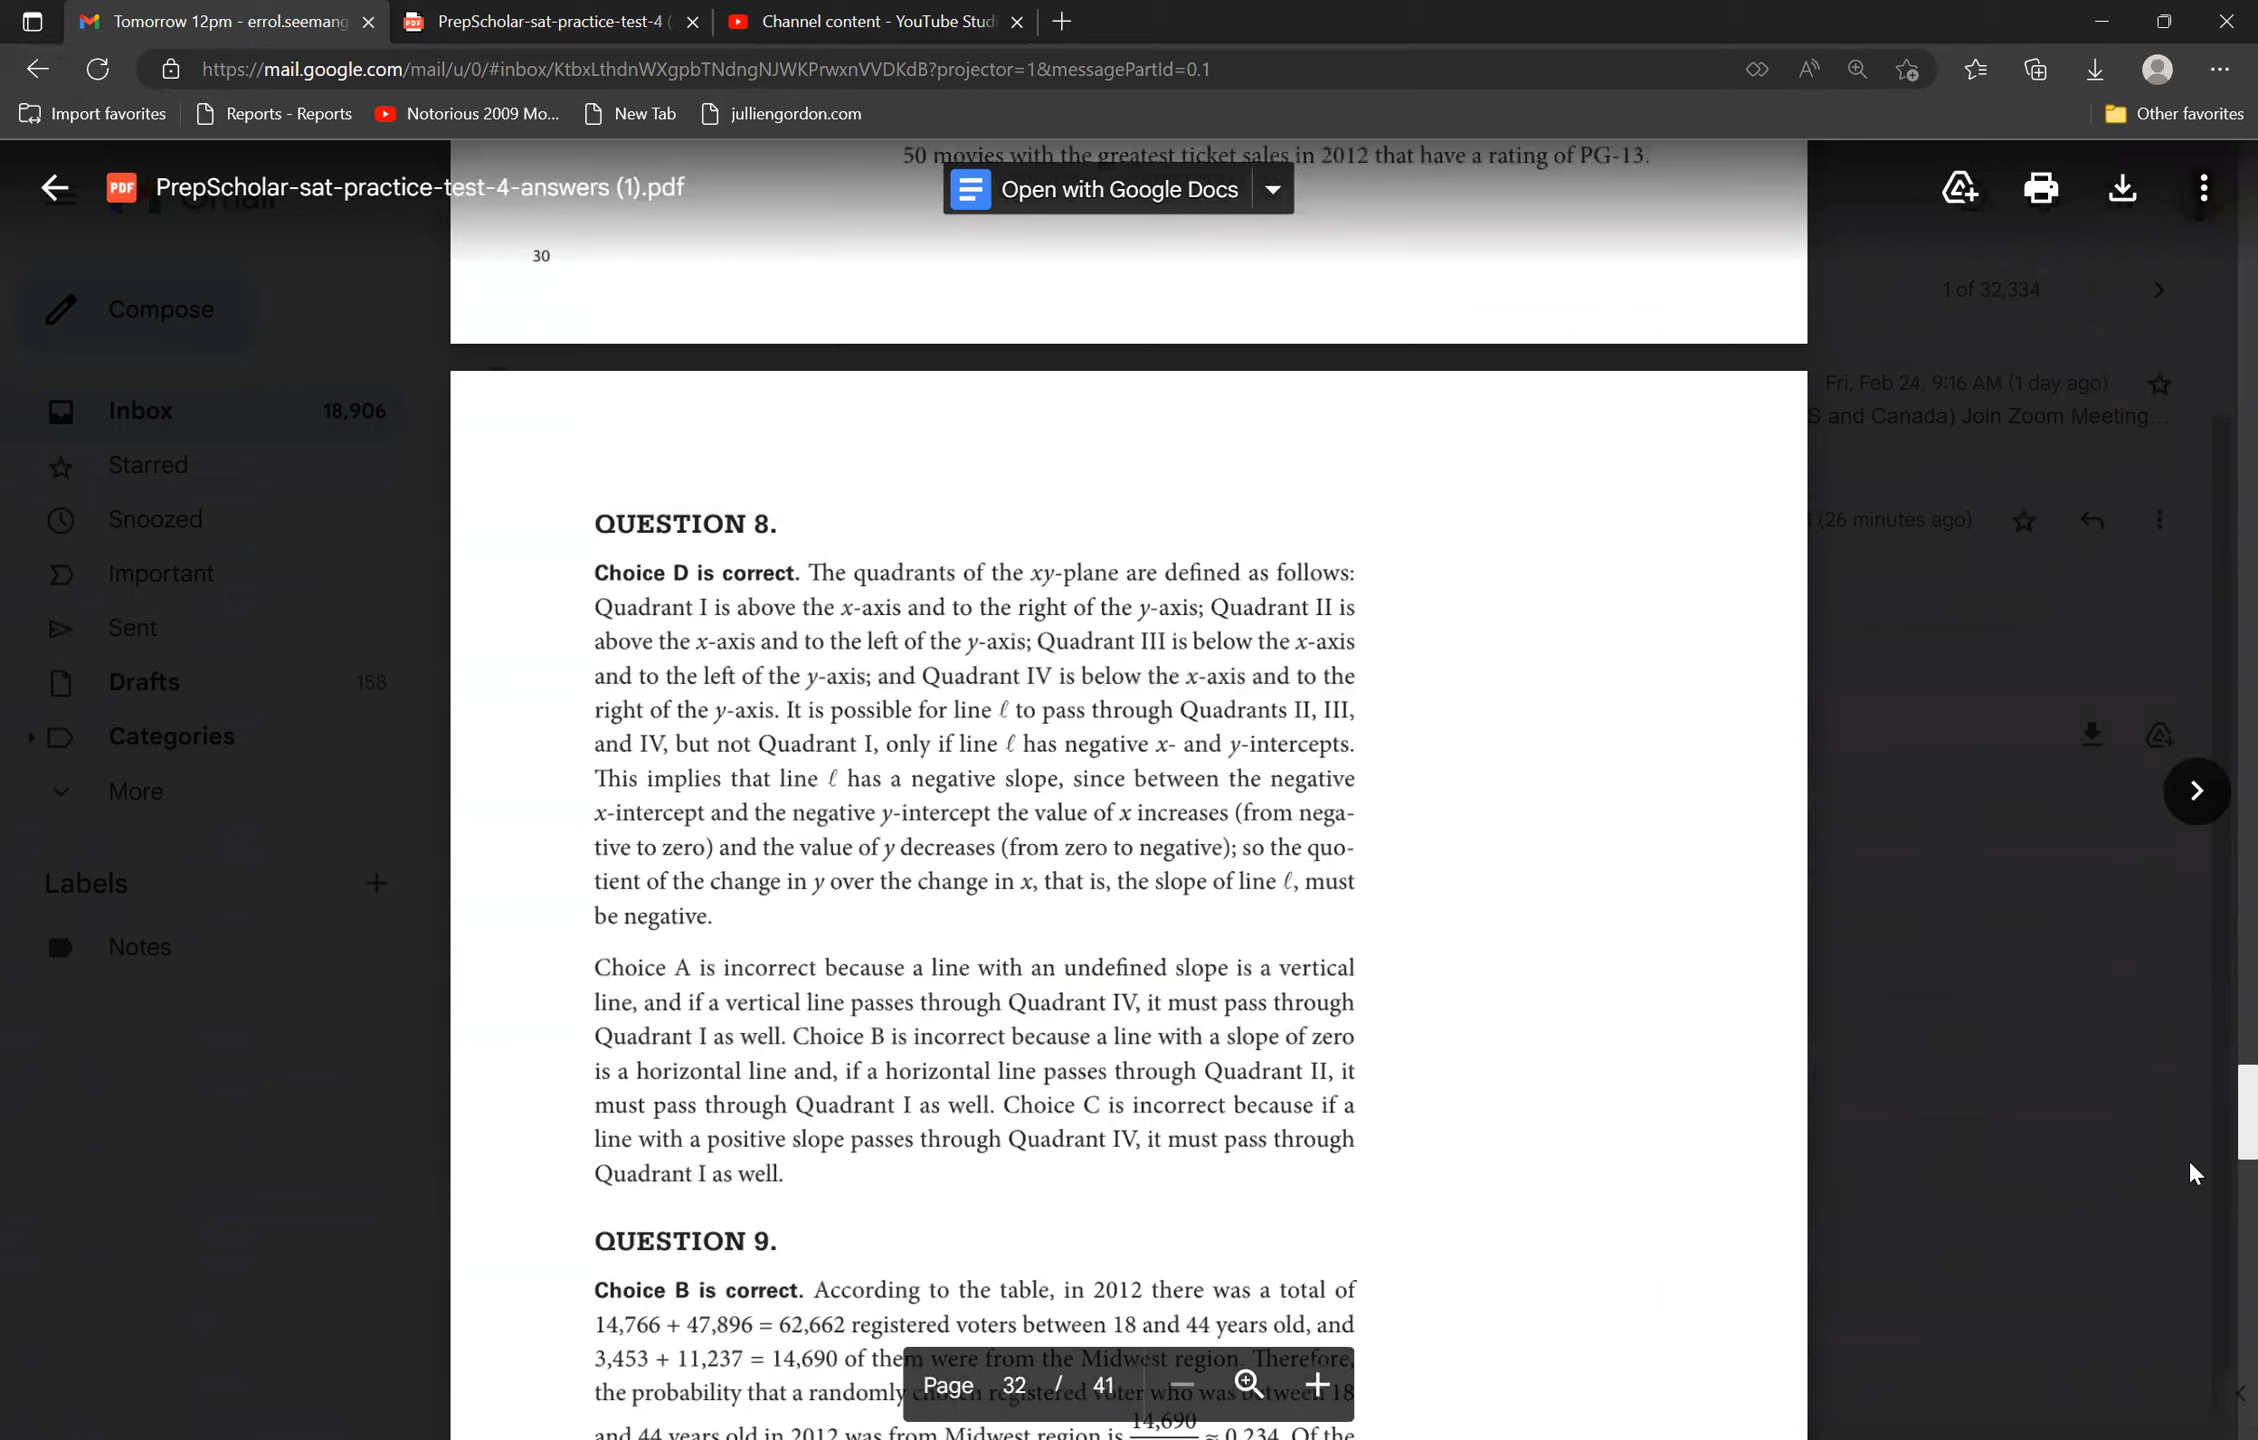 Tomorrow 12pm - errol.seemang
PrepScholar-sat-practice-test-4 (
Channel content - YouTube Studi
https://mail.google.com/mail/u/0/#inbox/KtbxLthdnWXgpbTNdngNJWKPrwxnVVDKdB?projector=1&messagePartId=0.1
Import favorites
Reports - Reports
Notorious 2009 Mo...
New Tab
julliengordon.com
Other favorites
50 movies with the greatest ticket sales in 2012 that have a rating of PG-13.
PDF
PrepScholar-sat-practice-test-4-answers (1).pdf
Open with Google Docs
Gmail
30
1 of 32,334
Compose
Inbox 18,906
Starred
Snoozed
Important
Sent
Drafts 158
Categories
More
Labels
Notes
Fri, Feb 24, 9:16 AM (1 day ago)
S and Canada) Join Zoom Meeting...
(26 minutes ago)
QUESTION 8.
Choice D is correct. The quadrants of the xy-plane are defined as follows:
Quadrant I is above the x-axis and to the right of the y-axis; Quadrant II is
above the x-axis and to the left of the y-axis; Quadrant III is below the x-axis
and to the left of the y-axis; and Quadrant IV is below the x-axis and to the
right of the y-axis. It is possible for line ℓ to pass through Quadrants II, III,
and IV, but not Quadrant I, only if line ℓ has negative x- and y-intercepts.
This implies that line ℓ has a negative slope, since between the negative
x-intercept and the negative y-intercept the value of x increases (from nega-
tive to zero) and the value of y decreases (from zero to negative); so the quo-
tient of the change in y over the change in x, that is, the slope of line ℓ, must
be negative.
Choice A is incorrect because a line with an undefined slope is a vertical
line, and if a vertical line passes through Quadrant IV, it must pass through
Quadrant I as well. Choice B is incorrect because a line with a slope of zero
is a horizontal line and, if a horizontal line passes through Quadrant II, it
must pass through Quadrant I as well. Choice C is incorrect because if a
line with a positive slope passes through Quadrant IV, it must pass through
Quadrant I as well.
QUESTION 9.
Choice B is correct. According to the table, in 2012 there was a total of
14,766 + 47,896 = 62,662 registered voters between 18 and 44 years old, and
3,453 + 11,237 = 14,690 of them were from the Midwest region. Therefore,
the probability that a randomly chosen registered voter who was between 18
and 44 years old in 2012 was from Midwest region is 14,690 ≈ 0.234. Of the
Page 32 / 41